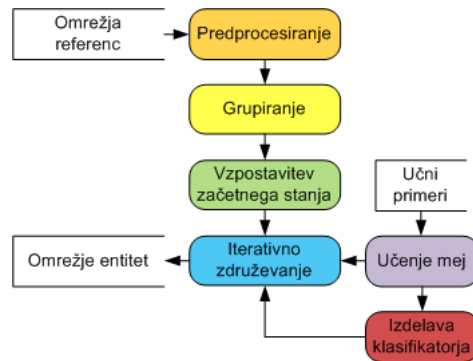 Omrežja
referenc
Predprocesiranje
Grupiranje
Vzpostavitev
začetnega stanja
Učni
primeri
Omrežje entitet
Iterativno
združevanje
Učenje mej
Izdelava
klasifikatorja